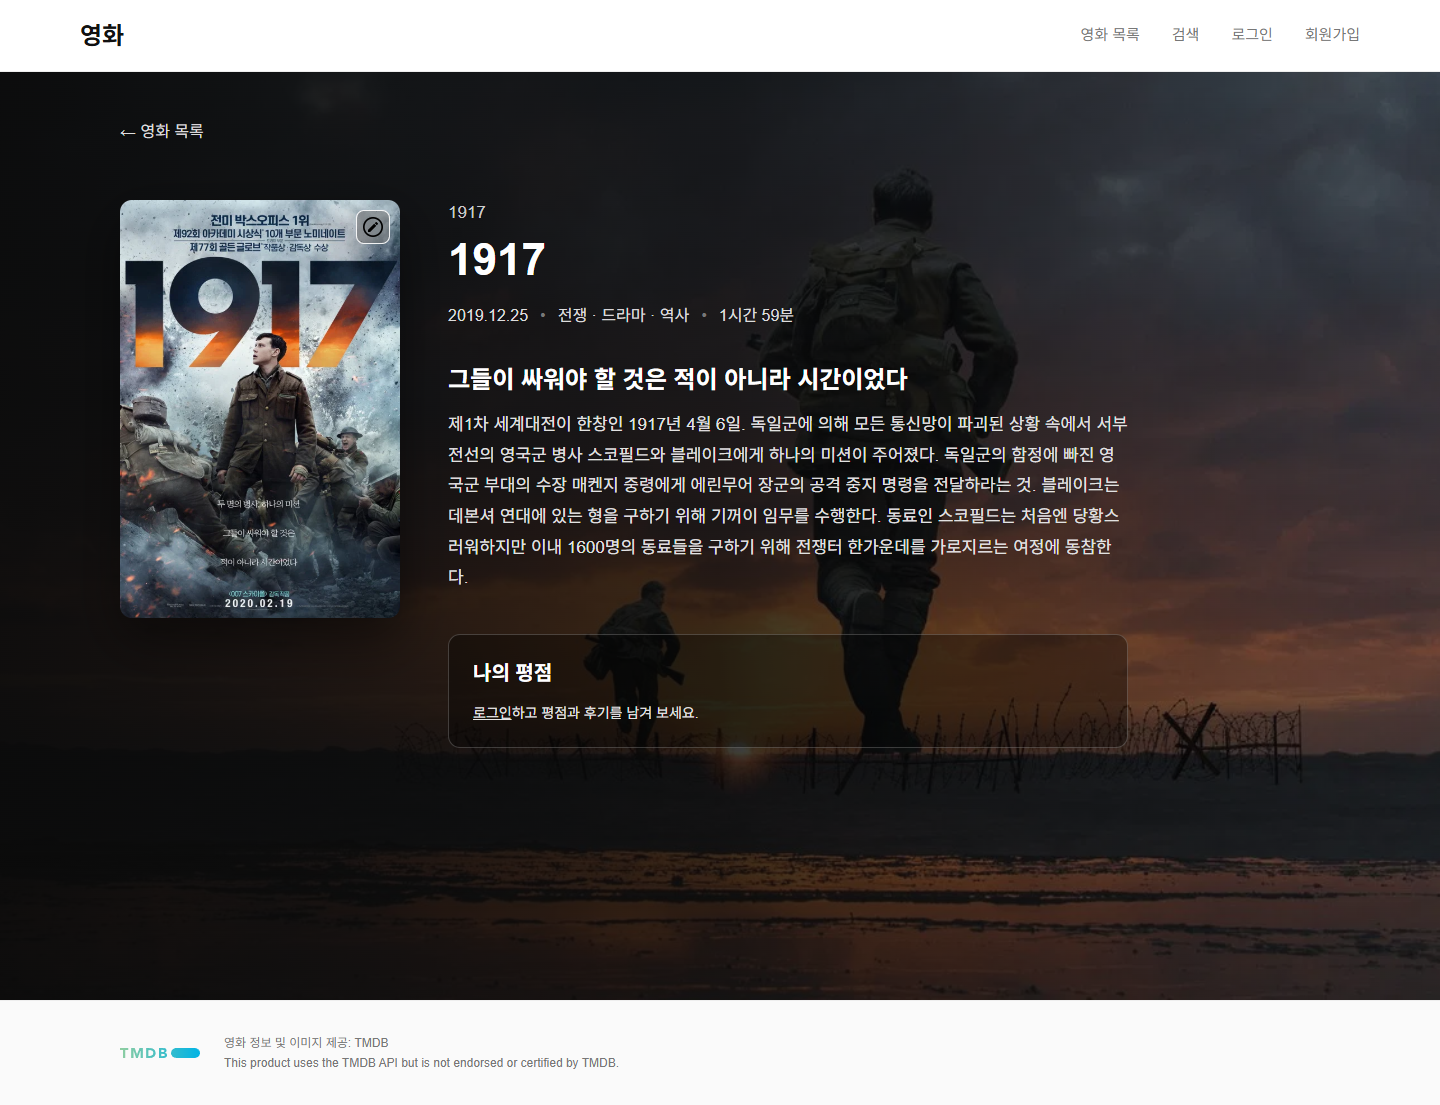 영화
영화 목록
검색
로그인
회원가입
← 영화 목록
전미 박스오피스 1위
제92회 아카데미 시상식 10개 부문 노미네이트
제77회 골든글로브 작품상·감독상 수상
1917
두 명의 병사, 하나의 미션
그들이 싸워야 할 것은
적이 아니라 시간이었다
<007 스카이폴> 감독 작품
2020.02.19
1917
1917
2019.12.25 • 전쟁 · 드라마 · 역사 • 1시간 59분
그들이 싸워야 할 것은 적이 아니라 시간이었다
제1차 세계대전이 한창인 1917년 4월 6일. 독일군에 의해 모든 통신망이 파괴된 상황 속에서 서부
전선의 영국군 병사 스코필드와 블레이크에게 하나의 미션이 주어졌다. 독일군의 함정에 빠진 영
국군 부대의 수장 매켄지 중령에게 에린무어 장군의 공격 중지 명령을 전달하라는 것. 블레이크는
데본셔 연대에 있는 형을 구하기 위해 기꺼이 임무를 수행한다. 동료인 스코필드는 처음엔 당황스
러워하지만 이내 1600명의 동료들을 구하기 위해 전쟁터 한가운데를 가로지르는 여정에 동참한
다.
나의 평점
로그인하고 평점과 후기를 남겨 보세요.
TMDB
영화 정보 및 이미지 제공: TMDB
This product uses the TMDB API but is not endorsed or certified by TMDB.